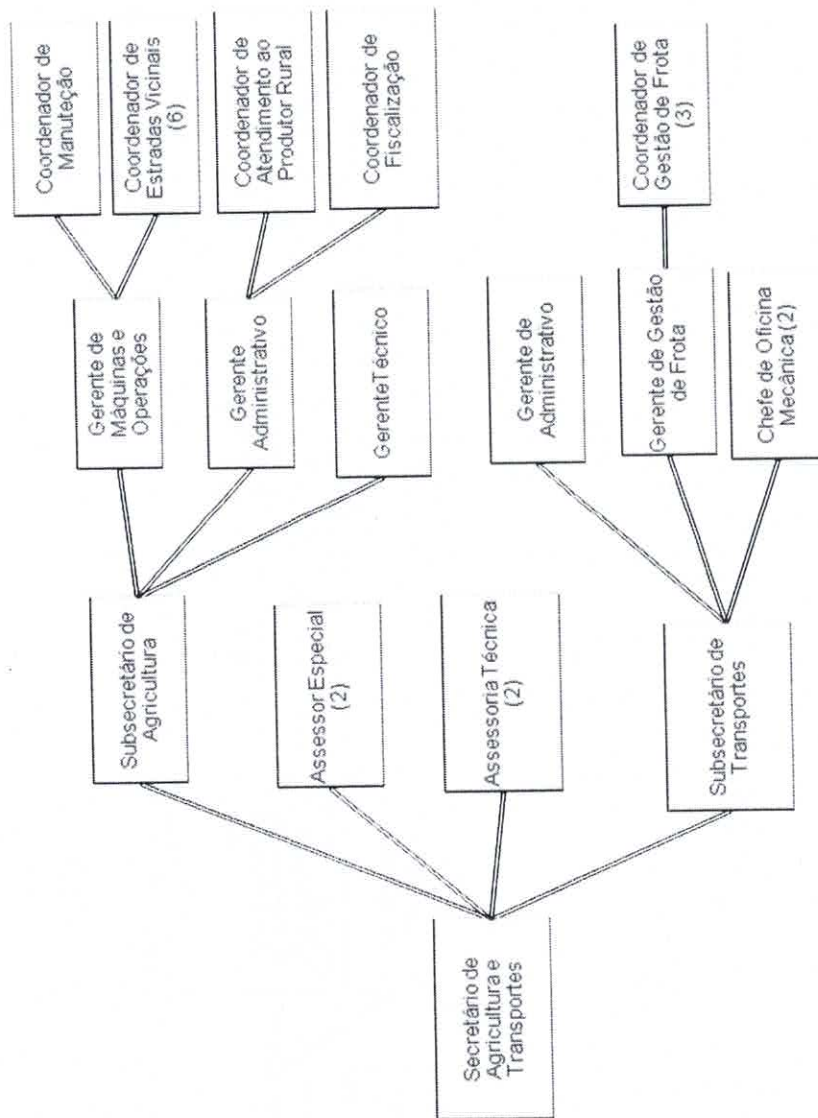 Secretário de
Agricultura e
Transportes
Subsecretário de
Agricultura
Assessor Especial
(2)
Assessoria Técnica
(2)
Subsecretário de
Transportes
Gerente de
Máquinas e
Operações
Gerente
Administrativo
GerenteTécnico
Gerente de
Administrativo
Gerente de Gestão
de Frota
Chefe de Oficina
Mecânica(2)
Coordenador de
Manuteção
Coordenador de
Estradas Vicinais
(6)
Coordenador de
Atendimento ao
Produtor Rural
Coordenador de
Fiscalização
Coordenador de
Gestão de Frota
(3)